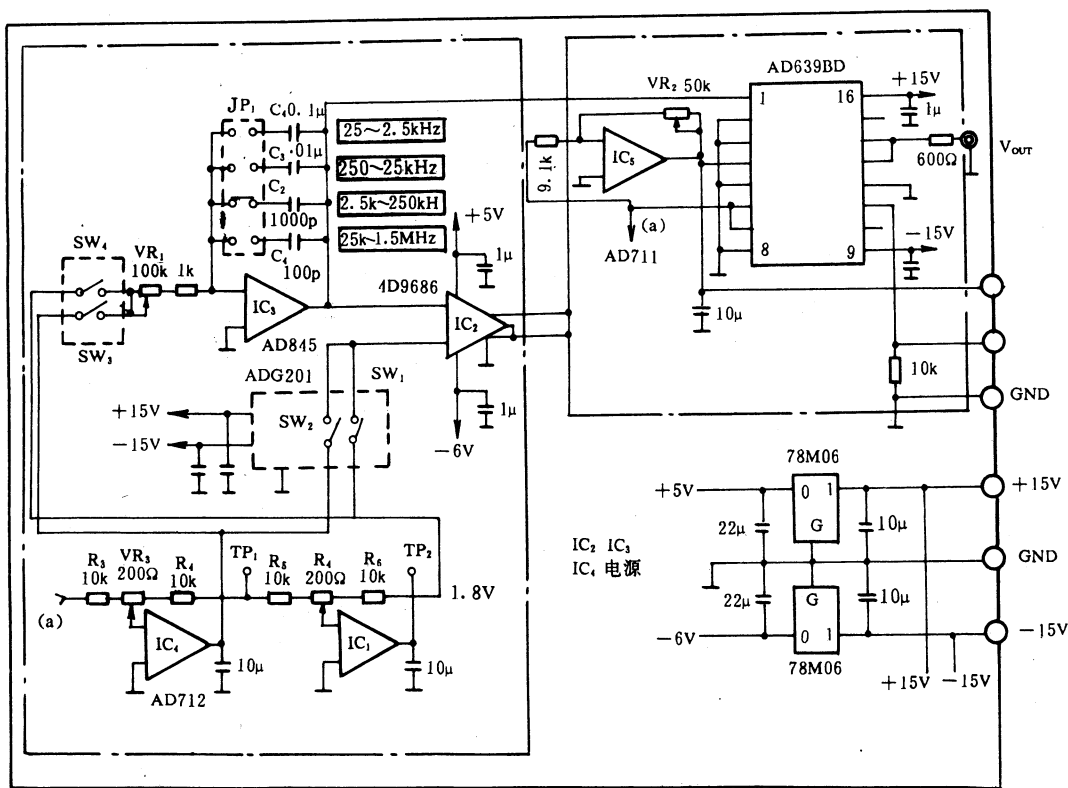 AD639BD
VR₂ 50k
+15V
JP₁
C₄0.1μ
1
16
1μ
25～2.5kHz
C₃.01μ
IC₅
V_OUT
600Ω
250～25kHz
9.1k
C₂
2.5k～250kH
+5V
1000p
(a)
-15V
SW₄
VR₁
25k～1.5MHz
AD711
8
9
100k 1k
C₄
1μ
100p
4D9686
IC₃
IC₂
10μ
SW₃
AD845
10k
ADG201
SW₁
GND
+15V
1μ
SW₂
-15V
-6V
78M06
+5V
0 1
+15V
22μ
G
10μ
TP₁
TP₂
IC₂ IC₃
GND
R₃
VR₃
R₄
R₅
R₄
R₆
IC₄ 电源
10k
200Ω
10k
10k
200Ω
10k
1.8V
22μ
G
10μ
(a)
-6V
0 1
-15V
IC₄
IC₁
10μ
10μ
78M06
AD712
+15V
-15V